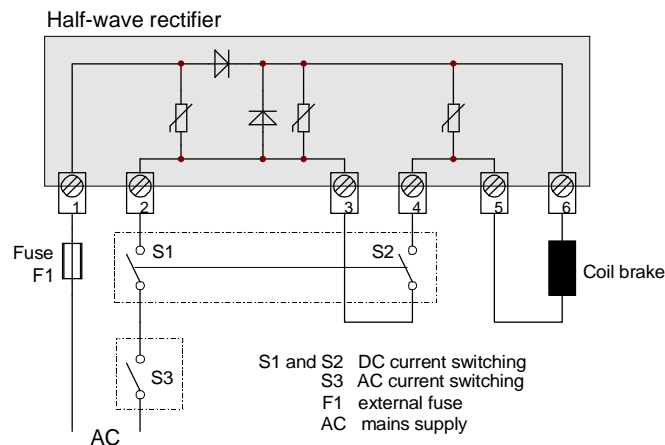 Half-wave rectifier
1 2 3 4 5 6
Fuse
F1
S1
S2
Coil brake
S3
S1 and S2 DC current switching
S3 AC current switching
F1 external fuse
AC mains supply
AC